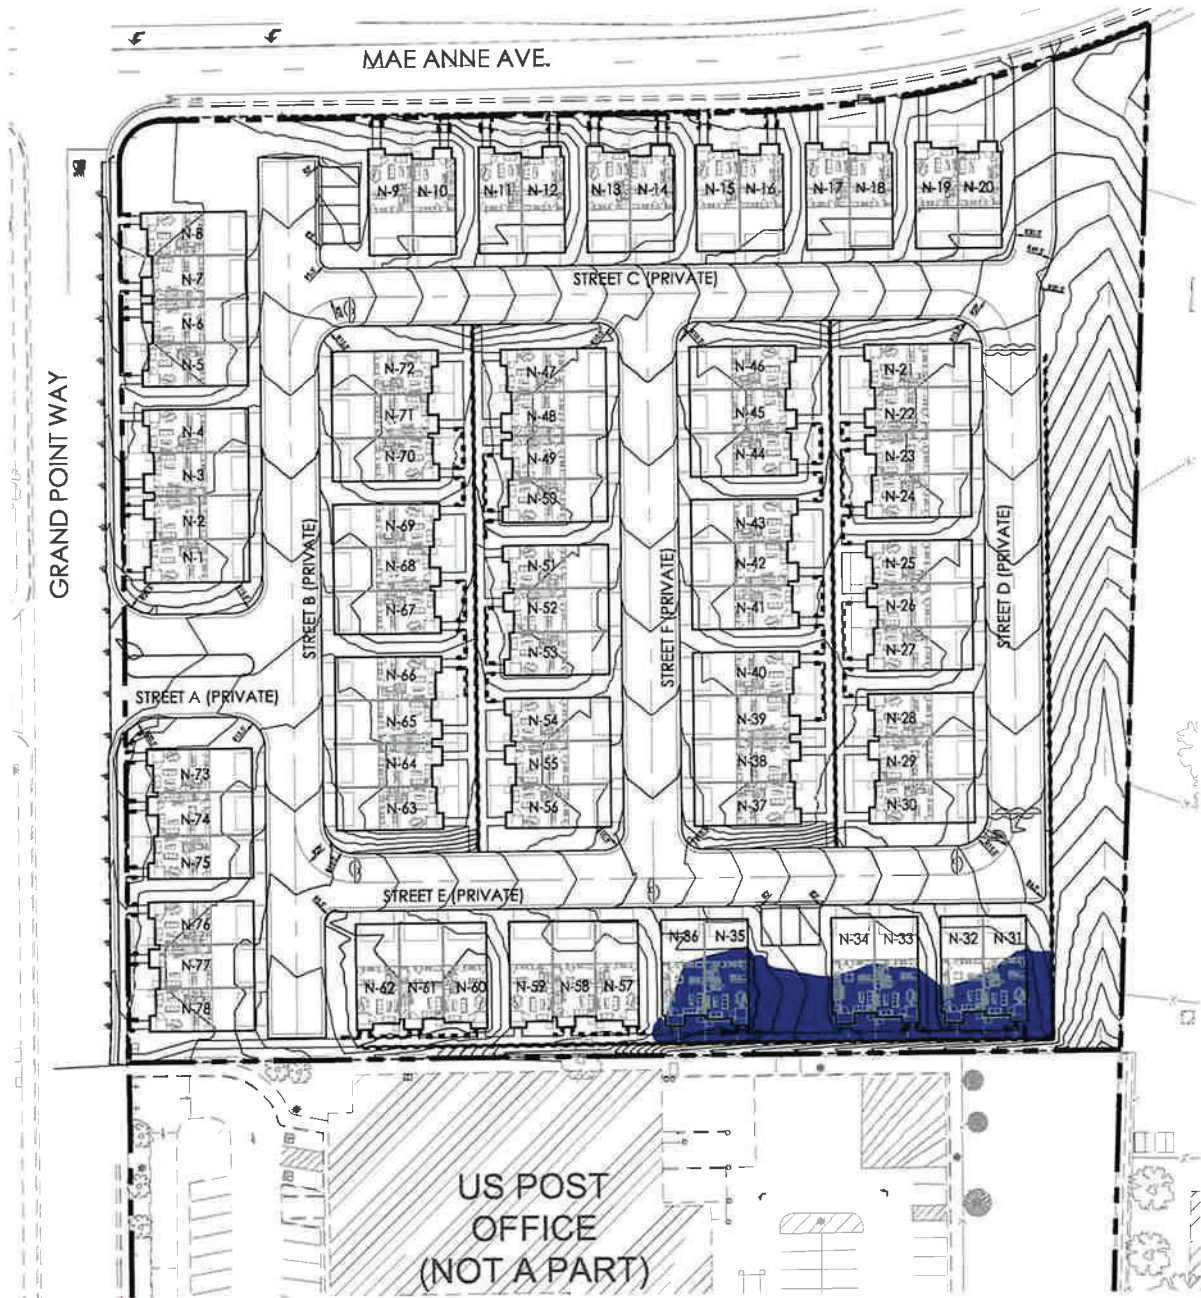 MAE ANNE AVE.
N-9 N-10 N-11 N-12 N-13 N-14 N-15 N-16 N-17 N-18 N-19 N-20
N-8
N-7
N-6
N-5
STREET C (PRIVATE)
GRAND POINT WAY
N-4
N-3
N-2
N-1
STREET B (PRIVATE)
N-72
N-71
N-70
N-69
N-68
N-67
N-66
N-65
N-64
N-63
N-47
N-48
N-49
N-50
N-51
N-52
N-53
N-54
N-55
N-56
STREET F (PRIVATE)
N-46
N-45
N-44
N-43
N-42
N-41
N-40
N-39
N-38
N-37
N-21
N-22
N-23
N-24
N-25
N-26
N-27
N-28
N-29
N-30
STREET D (PRIVATE)
STREET A (PRIVATE)
N-73
N-74
N-75
N-76
N-77
N-78
STREET E (PRIVATE)
N-36 N-35 N-34 N-33 N-32 N-31
N-62 N-61 N-60 N-59 N-58 N-57
US POST
OFFICE
(NOT A PART)